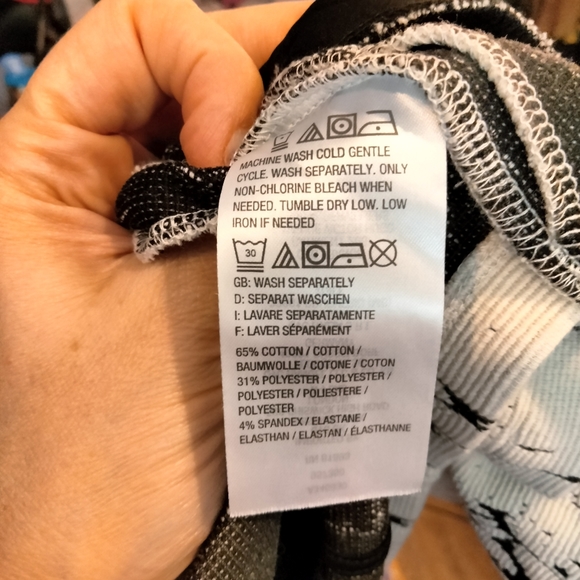 MACHINE WASH COLD GENTLE
CYCLE. WASH SEPARATELY. ONLY
NON-CHLORINE BLEACH WHEN
NEEDED. TUMBLE DRY LOW. LOW
IRON IF NEEDED
30
GB: WASH SEPARATELY
D: SEPARAT WASCHEN
I: LAVARE SEPARATAMENTE
F: LAVER SÉPARÉMENT
65% COTTON / COTTON /
BAUMWOLLE / COTONE / COTON
31% POLYESTER / POLYESTER /
POLYESTER / POLIESTERE /
POLYESTER
4% SPANDEX / ELASTANE /
ELASTHAN / ELASTAN / ÉLASTHANNE